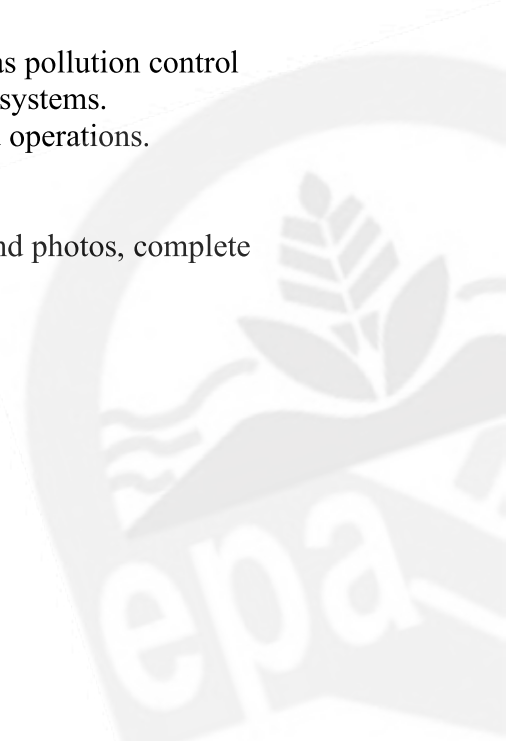 as pollution control
systems.
operations.
nd photos, complete
epa